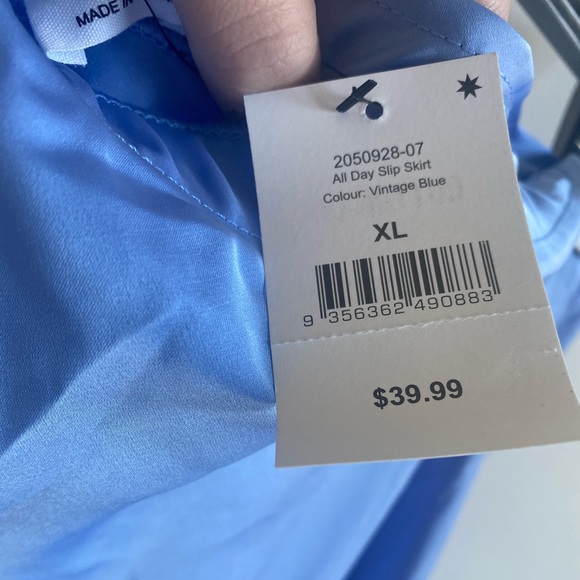 MADE IN
2050928-07
All Day Slip Skirt
Colour: Vintage Blue
XL
9 356362 490883
$39.99